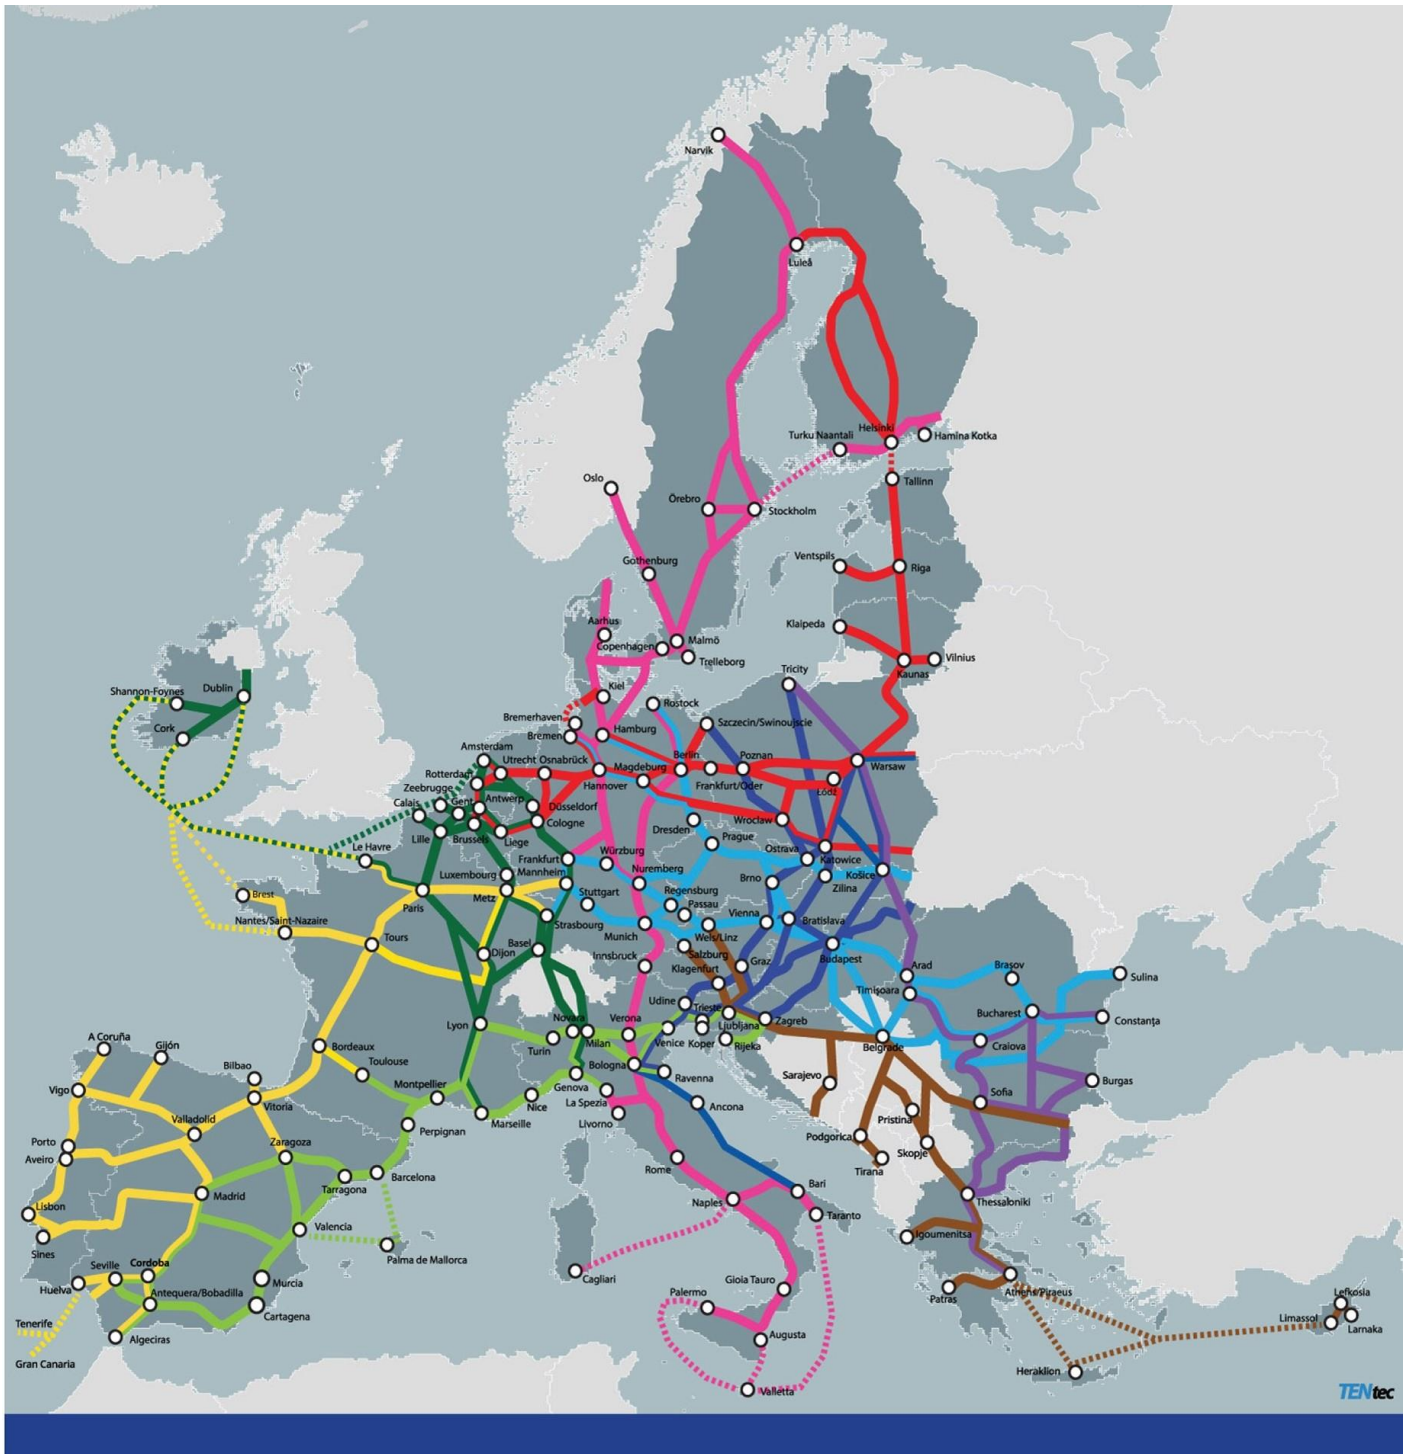 Narvik
Luleå
Helsinki
Turku Naantali
Hamina Kotka
Oslo
Tallinn
Örebro
Stockholm
Gothenburg
Ventspils
Riga
Aarhus
Klaipeda
Copenhagen
Malmö
Trelleborg
Vilnius
Kaunas
Tricity
Shannon-Foynes
Dublin
Kiel
Rostock
Cork
Bremerhaven
Szczecin/Swinoujscie
Bremen
Hamburg
Amsterdam
Utrecht
Osnabrück
Magdeburg
Berlin
Poznan
Warsaw
Rotterdam
Hannover
Frankfurt/Oder
Łódź
Zeebrugge
Calais
Gent
Antwerp
Düsseldorf
Cologne
Wroclaw
Lille
Brussels
Liege
Dresden
Prague
Le Havre
Frankfurt
Würzburg
Ostrava
Katowice
Luxembourg
Mannheim
Nuremberg
Brno
Zilina
Košice
Brest
Paris
Metz
Stuttgart
Regensburg
Passau
Nantes/Saint-Nazaire
Strasbourg
Vienna
Bratislava
Tours
Munich
Wels/Linz
Dijon
Basel
Salzburg
Budapest
Innsbruck
Klagenfurt
Graz
Arad
Brașov
Sulina
Timișoara
Udine
Trieste
Lyon
Novara
Verona
Ljubljana
Zagreb
Bucharest
Constanța
A Coruña
Gijón
Bordeaux
Turin
Milan
Venice
Koper
Rijeka
Belgrade
Craiova
Bilbao
Toulouse
Bologna
Ravenna
Sarajevo
Burgas
Vigo
Vitoria
Montpellier
Genova
La Spezia
Nice
Ancona
Sofia
Valladolid
Marseille
Livorno
Pristina
Perpignan
Podgorica
Porto
Zaragoza
Skopje
Aveiro
Rome
Tirana
Barcelona
Tarragona
Madrid
Bari
Naples
Thessaloniki
Lisbon
Taranto
Valencia
Igoumenitsa
Sines
Palma de Mallorca
Seville
Cordoba
Cagliari
Huelva
Murcia
Gioia Tauro
Antequera/Bobadilla
Palermo
Patras
Athens/Piraeus
Lefkosia
Tenerife
Cartagena
Limassol
Larnaka
Algeciras
Augusta
Gran Canaria
Heraklion
Valletta
TENtec